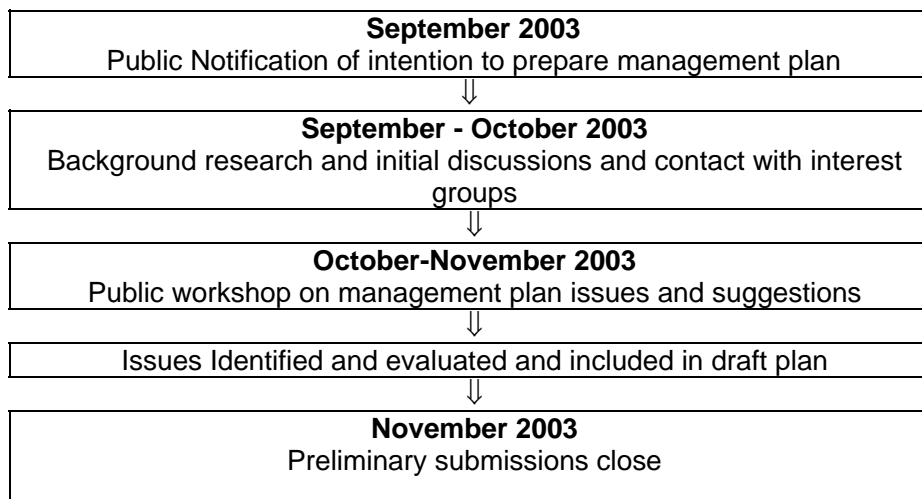 September 2003
Public Notification of intention to prepare management plan
⇓
September - October 2003
Background research and initial discussions and contact with interest
groups
⇓
October-November 2003
Public workshop on management plan issues and suggestions
⇓
Issues Identified and evaluated and included in draft plan
⇓
November 2003
Preliminary submissions close